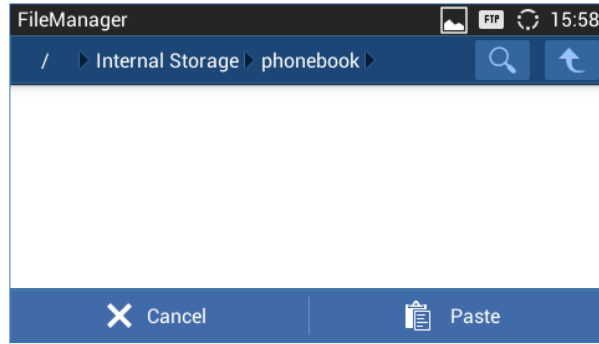 FileManager FTP 15:58
/ Internal Storage phonebook
Cancel Paste